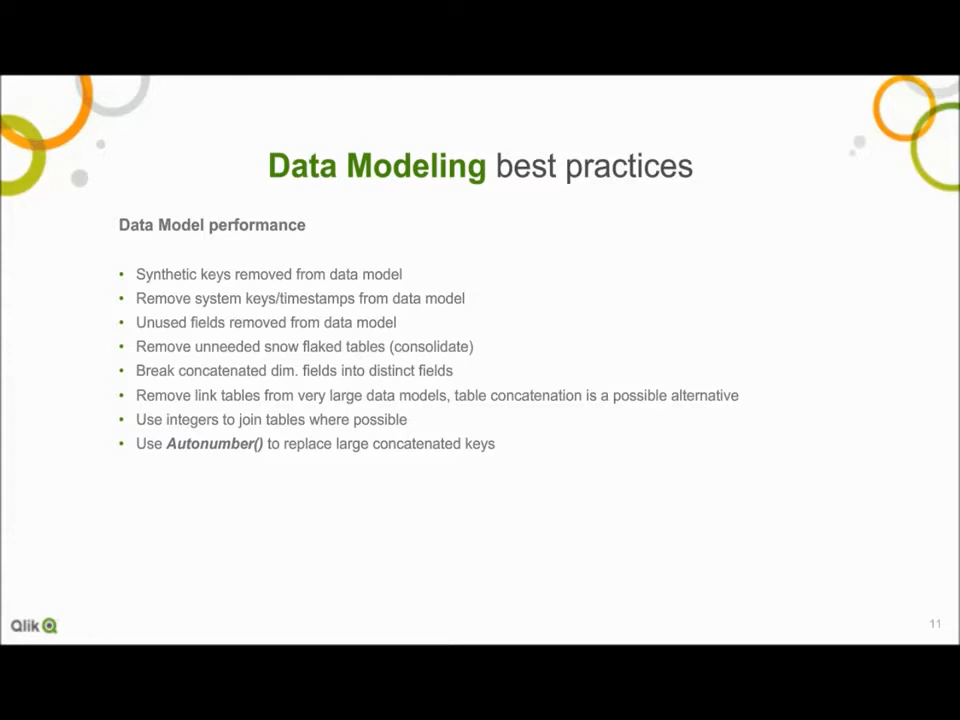 Data Modeling best practices
Data Model performance
• Synthetic keys removed from data model
• Remove system keys/timestamps from data model
• Unused fields removed from data model
• Remove unneeded snow flaked tables (consolidate)
• Break concatenated dim. fields into distinct fields
• Remove link tables from very large data models, table concatenation is a possible alternative
• Use integers to join tables where possible
• Use Autonumber() to replace large concatenated keys
Qlik
11